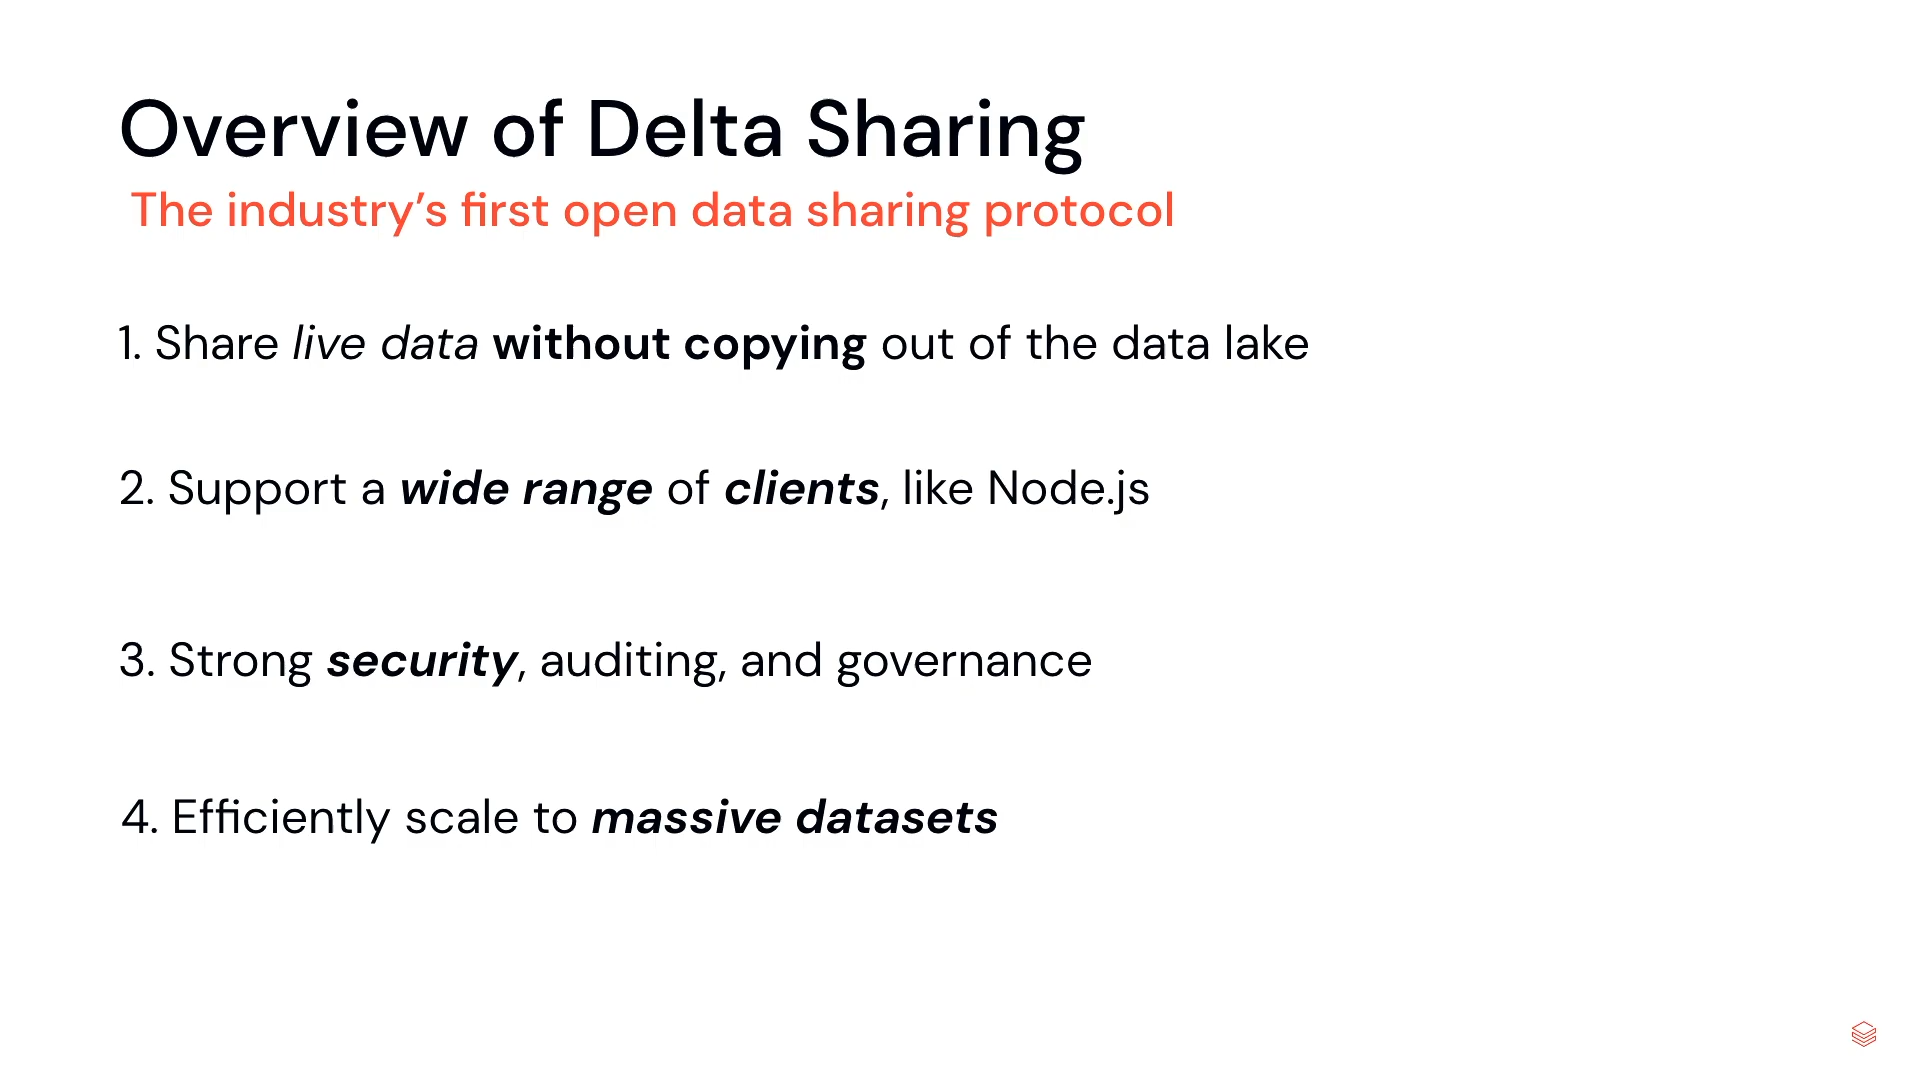 Overview of Delta Sharing
The industry’s first open data sharing protocol
1. Share live data without copying out of the data lake
2. Support a wide range of clients, like Node.js
3. Strong security, auditing, and governance
4. Efficiently scale to massive datasets